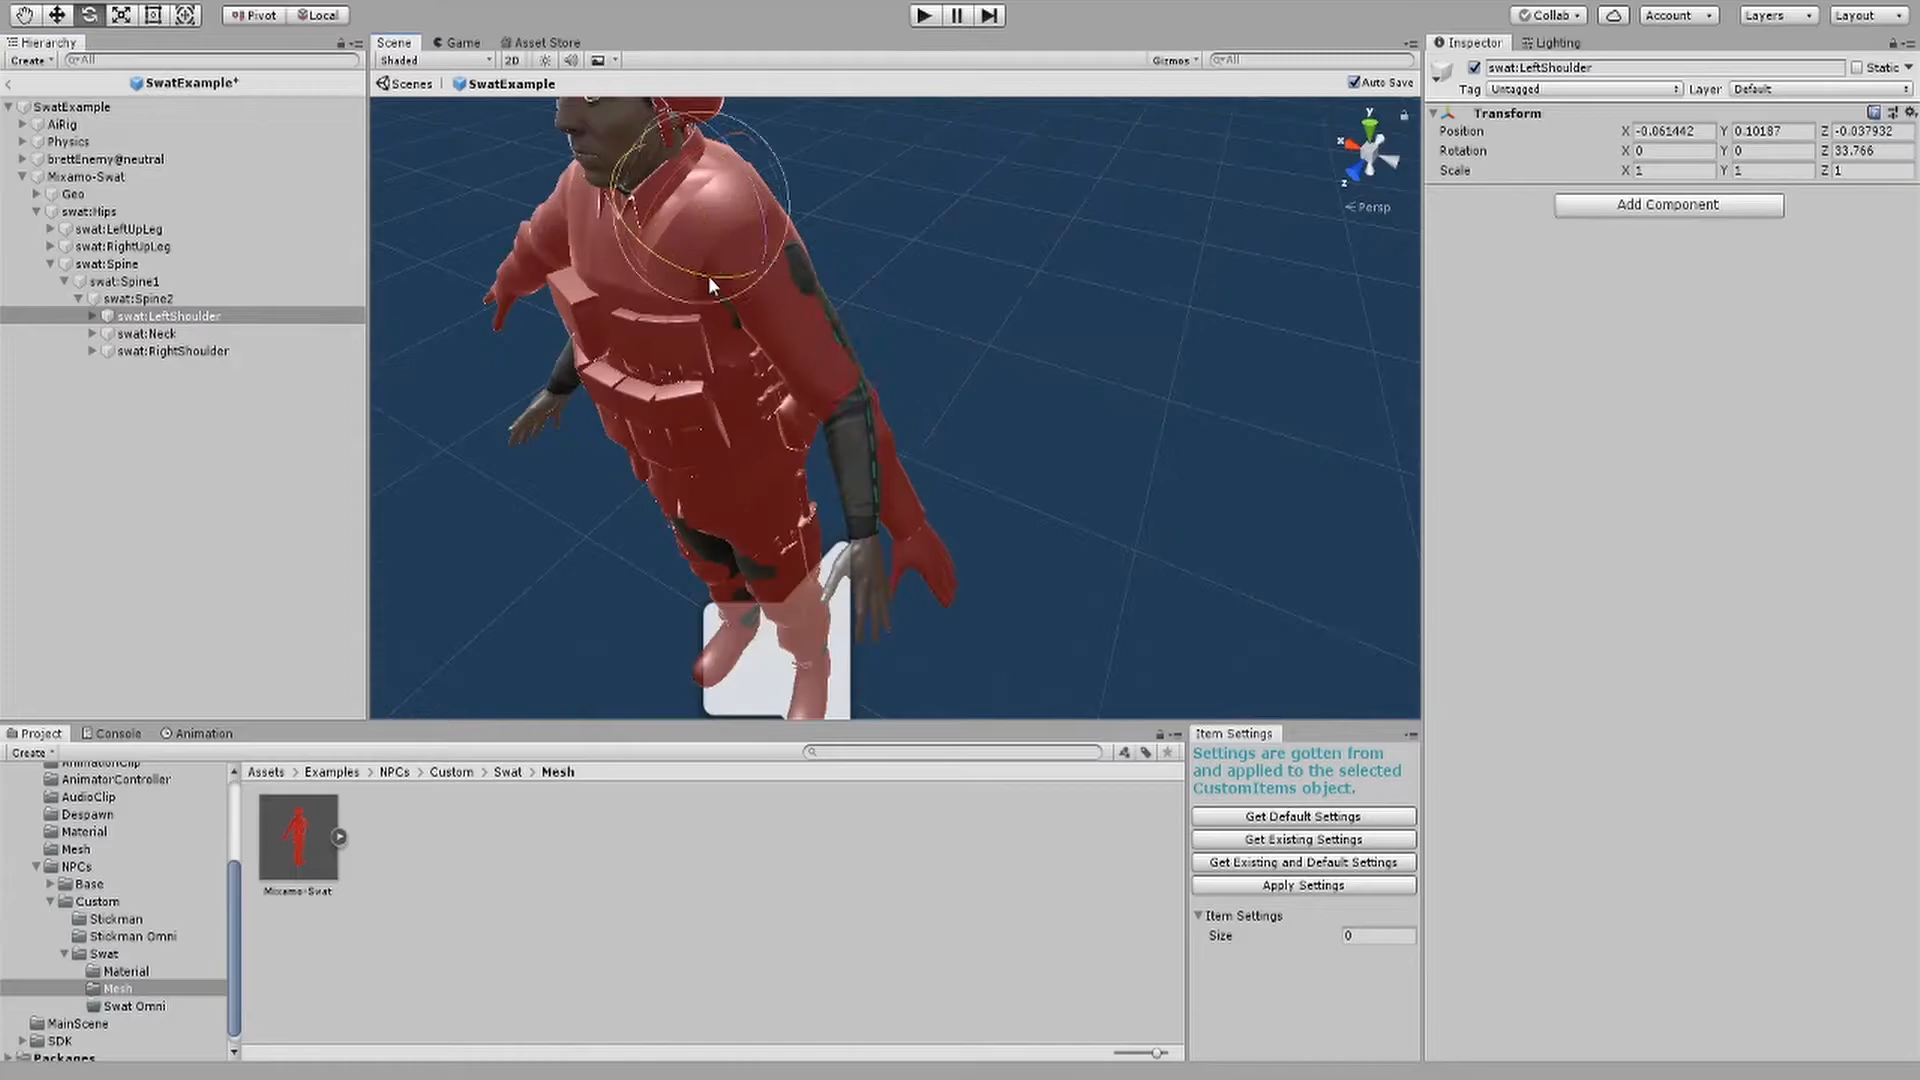 Pivot Local
Collab Account Layers Layout
Hierarchy
Create All
SwatExample*
SwatExample
AiRig
Physics
brettEnemy@neutral
Mixamo-Swat
Geo
swat:Hips
swat:LeftUpLeg
swat:RightUpLeg
swat:Spine
swat:Spine1
swat:Spine2
swat:LeftShoulder
swat:Neck
swat:RightShoulder
Scene Game Asset Store
Shaded 2D Gizmos All
Scenes SwatExample Auto Save
y
x
z
Persp
Inspector Lighting
swat:LeftShoulder Static
Tag Untagged Layer Default
Transform
Position X -0.061442 Y 0.10187 Z -0.037932
Rotation X 0 Y 0 Z 33.766
Scale X 1 Y 1 Z 1
Add Component
Project Console Animation
Create
AnimationClip
AnimatorController
AudioClip
Despawn
Material
Mesh
NPCs
Base
Custom
Stickman
Stickman Omni
Swat
Material
Mesh
Swat Omni
MainScene
SDK
Packages
Assets > Examples > NPCs > Custom > Swat > Mesh
Mixamo-Swat
Item Settings
Settings are gotten from
and applied to the selected
CustomItems object.
Get Default Settings
Get Existing Settings
Get Existing and Default Settings
Apply Settings
Item Settings
Size 0